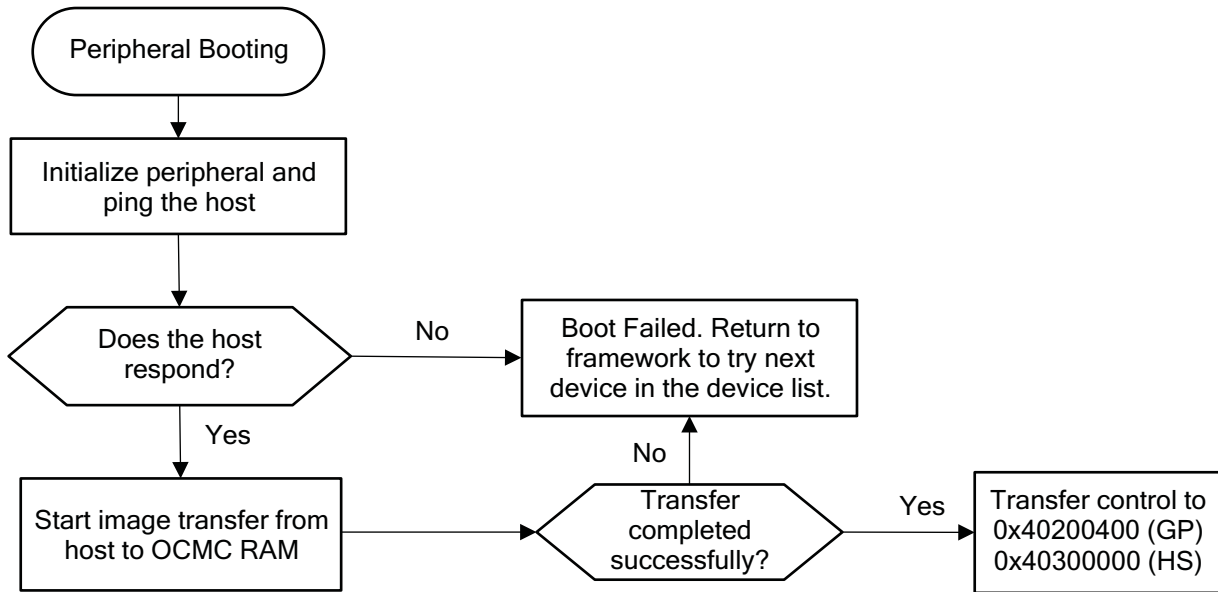 Peripheral Booting
Initialize peripheral and
ping the host
Does the host
respond?
No
Boot Failed. Return to
framework to try next
device in the device list.
Yes
No
Start image transfer from
host to OCMC RAM
Transfer
completed
successfully?
Yes
Transfer control to
0x40200400 (GP)
0x40300000 (HS)